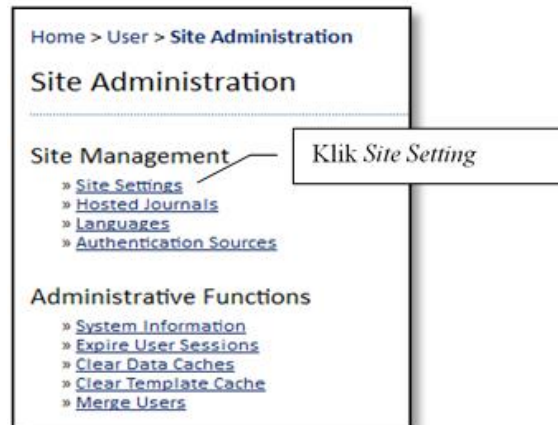 Home > User > Site Administration
Site Administration
Site Management
» Site Settings
» Hosted Journals
» Languages
» Authentication Sources
Klik Site Setting
Administrative Functions
» System Information
» Expire User Sessions
» Clear Data Caches
» Clear Template Cache
» Merge Users